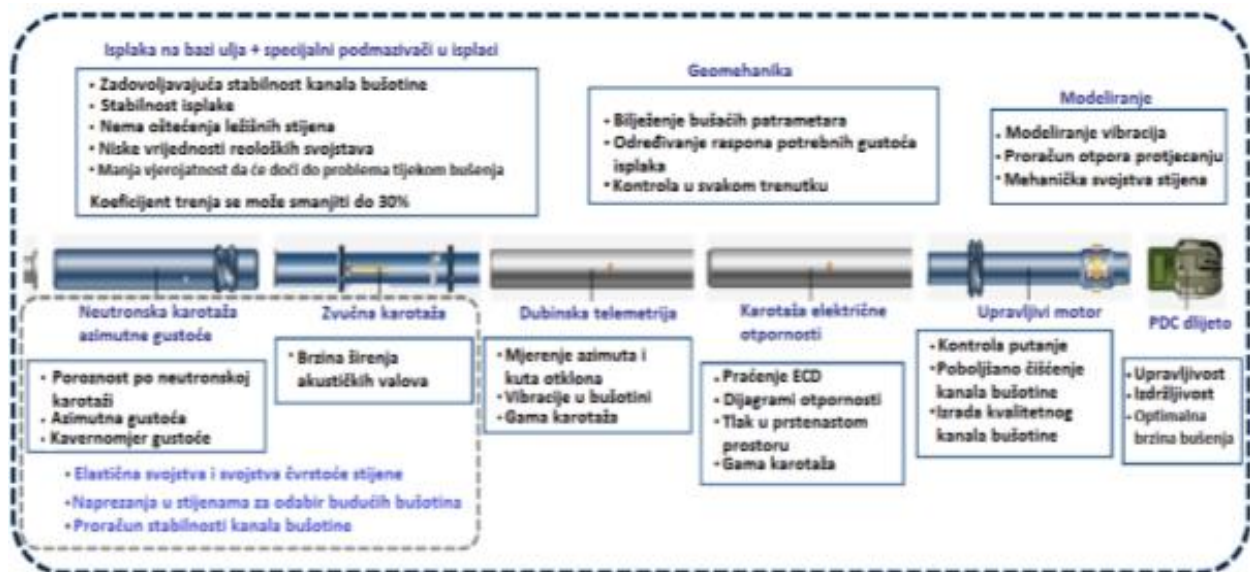 Isplaka na bazi ulja + specijalni podmazivači u isplaci
• Zadovoljavajuća stabilnost kanala bušotine
• Stabilnost isplake
• Nema oštećenja ležišnih stijena
• Niske vrijednosti reoloških svojstava
• Manja vjerojatnost da će doći do problema tijekom bušenja
Koeficijent trenja se može smanjiti do 30%
Geomehanika
• Bilježenje bušaćih patrametara
• Određivanje raspona potrebnih gustoća
isplaka
• Kontrola u svakom trenutku
Modeliranje
• Modeliranje vibracija
• Proračun otpora protjecanju
• Mehanička svojstva stijena
Neutronska karotaža
azimutne gustoće
• Poroznost po neutronskoj
karotaži
• Azimutna gustoća
• Kavernomjer gustoće
Zvučna karotaža
• Brzina širenja
akustičkih valova
Dubinska telemetrija
• Mjerenje azimuta i
kuta otklona
• Vibracije u bušotini
• Gama karotaža
Karotaža električne
otpornosti
• Praćenje ECD
• Dijagrami otpornosti
• Tlak u prstenastom
prostoru
• Gama karotaža
Upravljivi motor
• Kontrola putanje
• Poboljšano čišćenje
kanala bušotine
• Izrada kvalitetnog
kanala bušotine
PDC dlijeto
• Upravljivost
• Izdržljivost
• Optimalna
brzina bušenja
• Elastična svojstva i svojstva čvrstoće stijene
• Naprezanja u stijenama za odabir budućih bušotina
• Proračun stabilnosti kanala bušotine